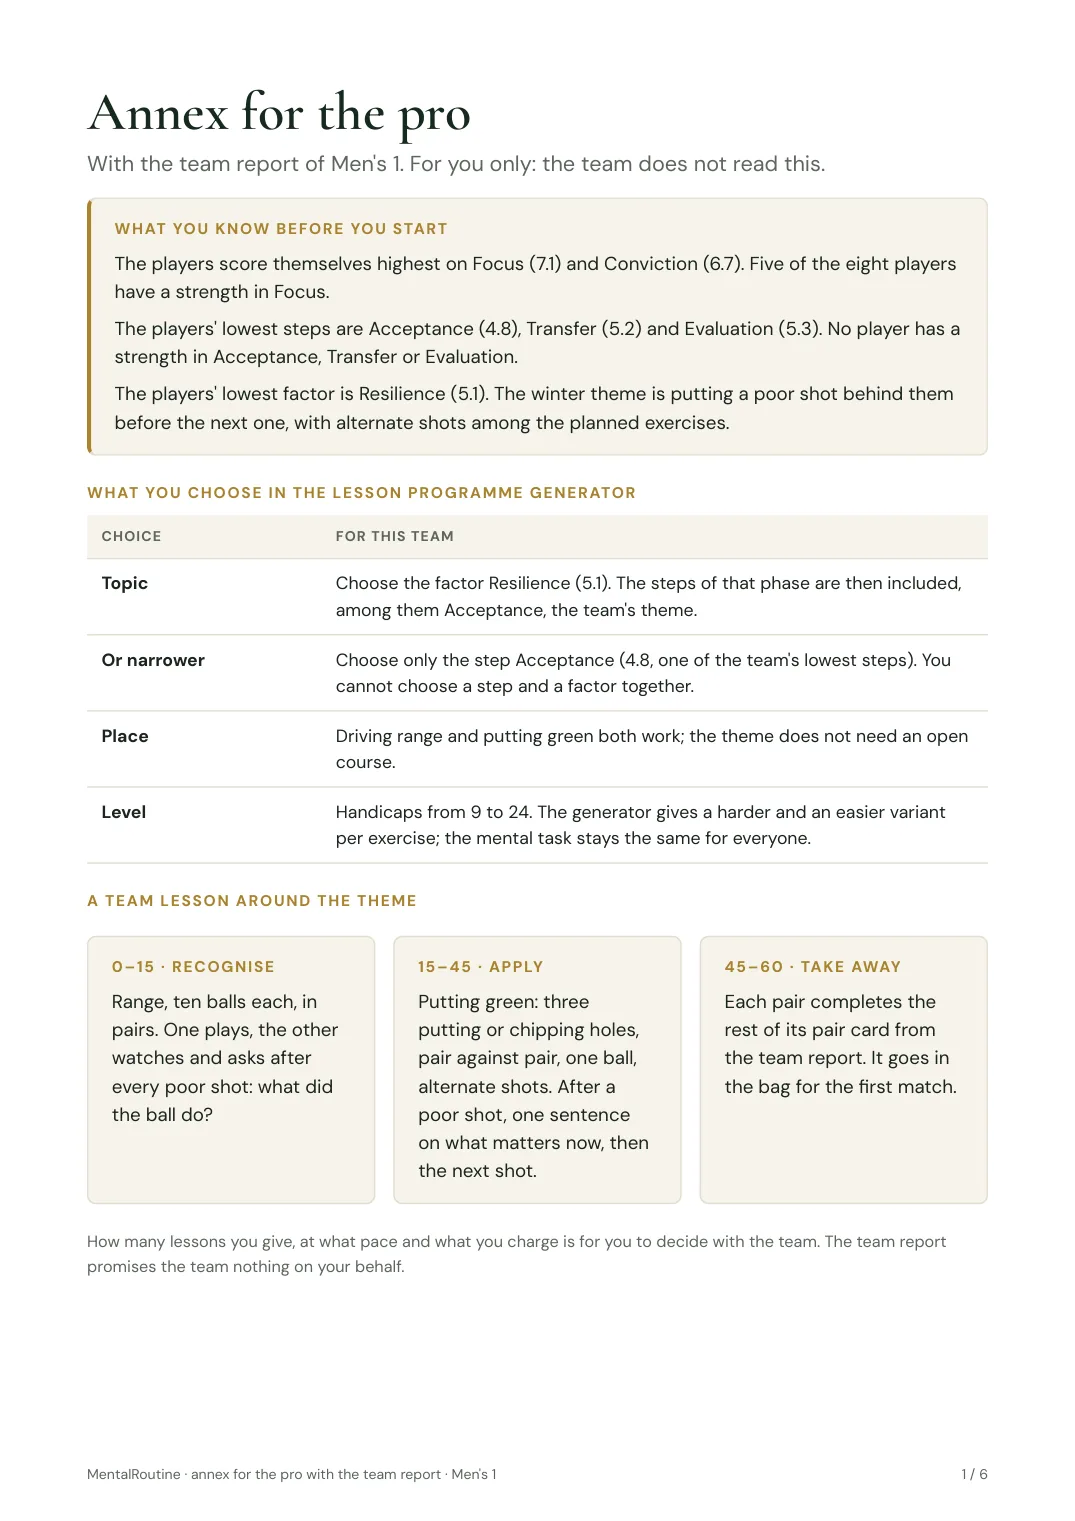 Annex for the pro
With the team report of Men's 1. For you only: the team does not read this.
WHAT YOU KNOW BEFORE YOU START
The players score themselves highest on Focus (7.1) and Conviction (6.7). Five of the eight players
have a strength in Focus.
The players' lowest steps are Acceptance (4.8), Transfer (5.2) and Evaluation (5.3). No player has a
strength in Acceptance, Transfer or Evaluation.
The players' lowest factor is Resilience (5.1). The winter theme is putting a poor shot behind them
before the next one, with alternate shots among the planned exercises.
WHAT YOU CHOOSE IN THE LESSON PROGRAMME GENERATOR
CHOICE FOR THIS TEAM
Topic Choose the factor Resilience (5.1). The steps of that phase are then included,
among them Acceptance, the team's theme.
Or narrower Choose only the step Acceptance (4.8, one of the team's lowest steps). You
cannot choose a step and a factor together.
Place Driving range and putting green both work; the theme does not need an open
course.
Level Handicaps from 9 to 24. The generator gives a harder and an easier variant
per exercise; the mental task stays the same for everyone.
A TEAM LESSON AROUND THE THEME
0–15 · RECOGNISE
Range, ten balls each, in
pairs. One plays, the other
watches and asks after
every poor shot: what did
the ball do?
15–45 · APPLY
Putting green: three
putting or chipping holes,
pair against pair, one ball,
alternate shots. After a
poor shot, one sentence
on what matters now, then
the next shot.
45–60 · TAKE AWAY
Each pair completes the
rest of its pair card from
the team report. It goes in
the bag for the first match.
How many lessons you give, at what pace and what you charge is for you to decide with the team. The team report
promises the team nothing on your behalf.
MentalRoutine · annex for the pro with the team report · Men's 1 1 / 6